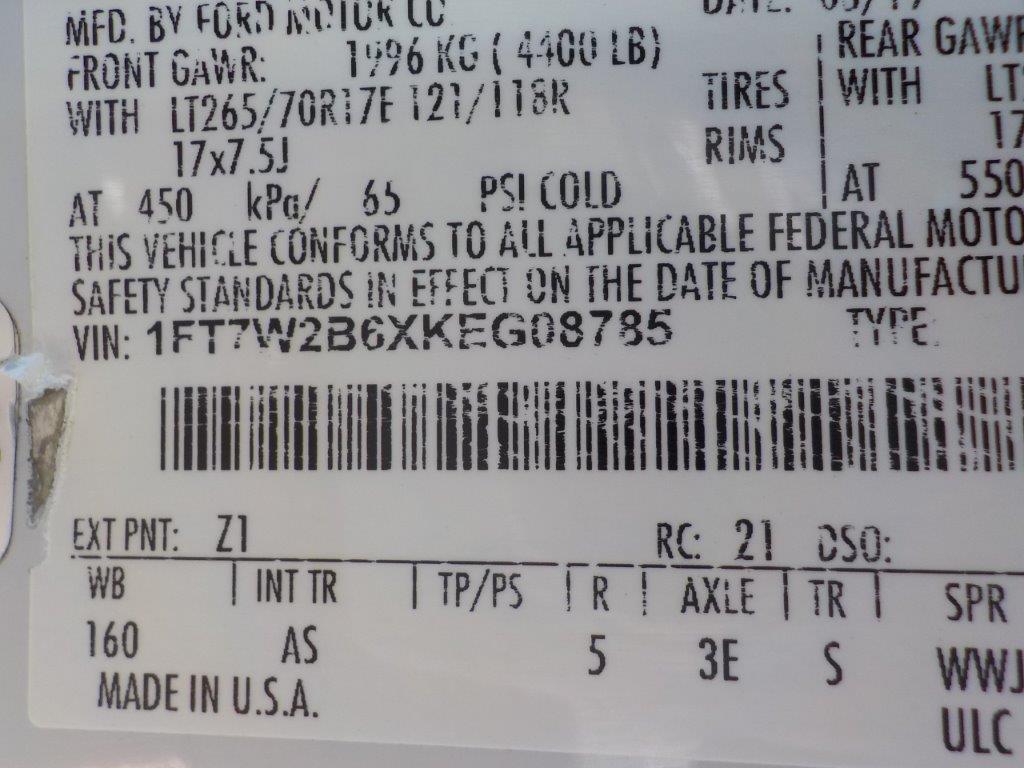 MFD. BY FORD MOTOR CO
FRONT GAWR: 1996 KG ( 4400 LB) REAR GAWR
WITH LT265/70R17E 121/118R TIRES WITH
17x7.5J RIMS 17
AT 450 kPa/ 65 PSI COLD AT 550
THIS VEHICLE CONFORMS TO ALL APPLICABLE FEDERAL MOTO
SAFETY STANDARDS IN EFFECT ON THE DATE OF MANUFACTU
VIN: 1FT7W2B6XKEG08785 TYPE:
EXT PNT: Z1 RC: 21 DSO:
WB | INT TR | TP/PS | R | AXLE | TR | SPR
160 AS 5 3E S WWJ
MADE IN U.S.A. ULC